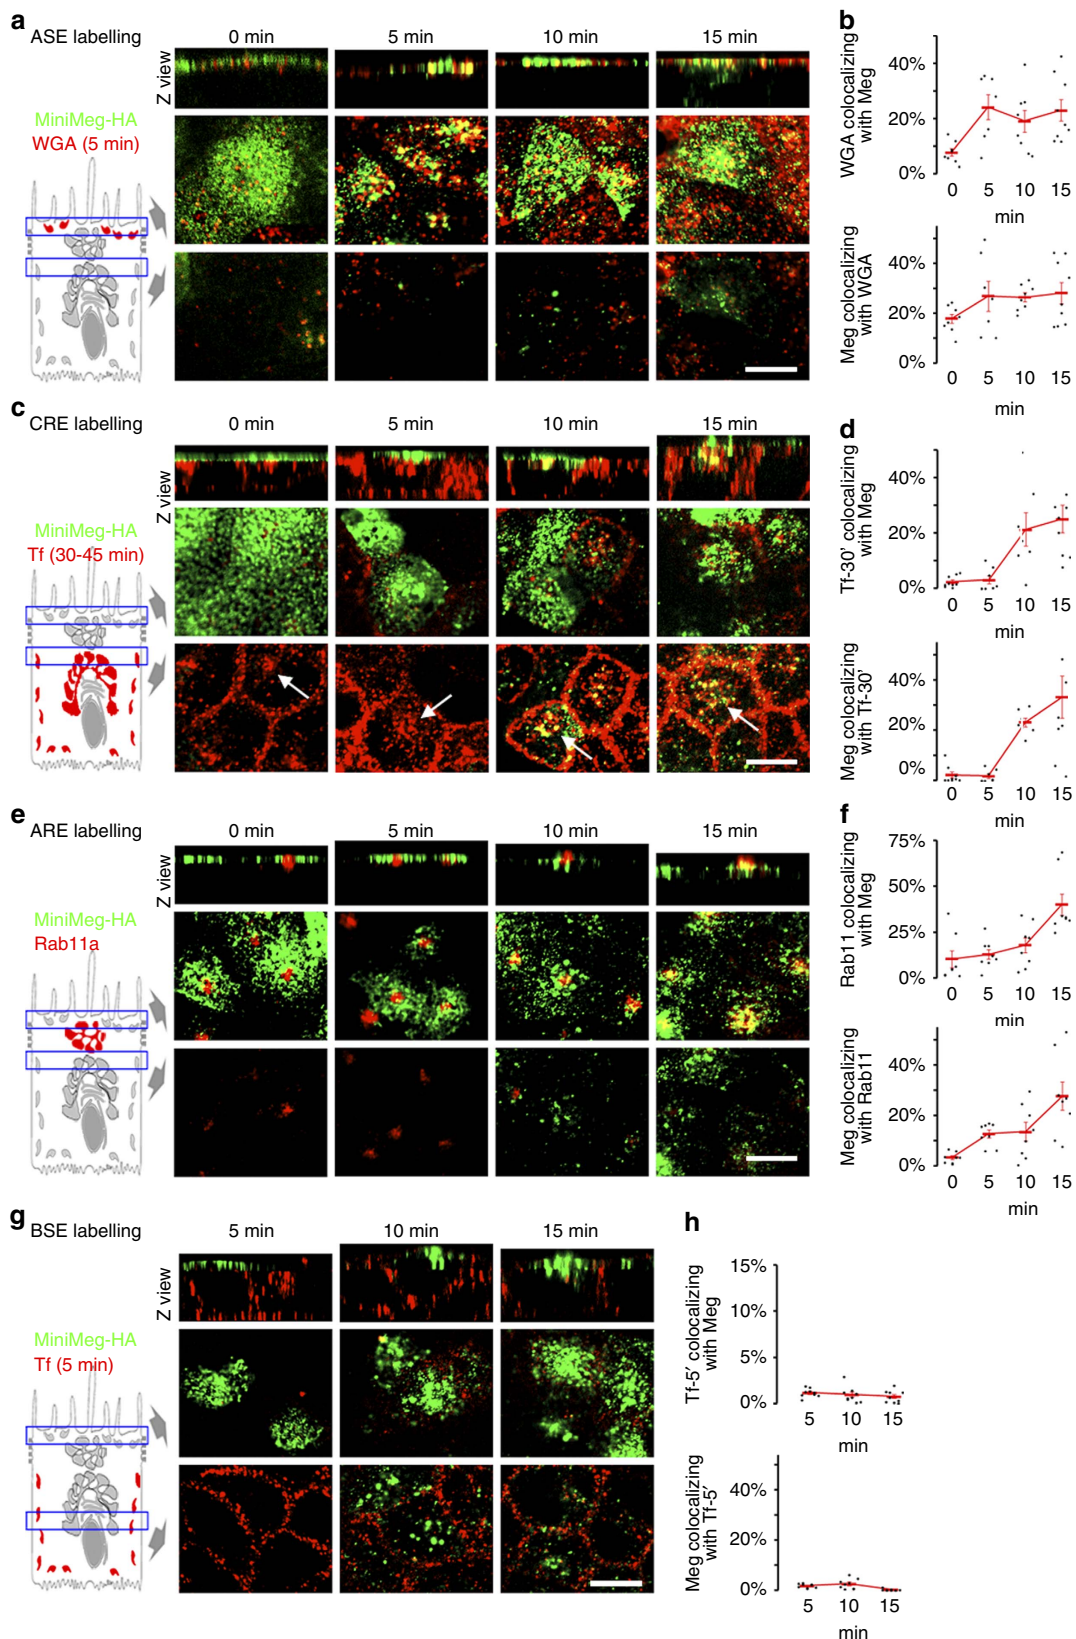 a
ASE labelling
0 min
5 min
10 min
15 min
Z view
MiniMeg-HA
WGA (5 min)
b
WGA colocalizing
with Meg
40%
20%
0%
0 5 10 15
min
Meg colocalizing
with WGA
40%
20%
0%
0 5 10 15
min
c
CRE labelling
0 min
5 min
10 min
15 min
Z view
MiniMeg-HA
Tf (30-45 min)
d
Tf-30′ colocalizing
with Meg
40%
20%
0%
0 5 10 15
min
Meg colocalizing
with Tf-30′
40%
20%
0%
0 5 10 15
min
e
ARE labelling
0 min
5 min
10 min
15 min
Z view
MiniMeg-HA
Rab11a
f
Rab11 colocalizing
with Meg
75%
50%
25%
0%
0 5 10 15
min
Meg colocalizing
with Rab11
40%
20%
0%
0 5 10 15
min
g
BSE labelling
5 min
10 min
15 min
Z view
MiniMeg-HA
Tf (5 min)
h
Tf-5′ colocalizing
with Meg
15%
10%
5%
0%
5 10 15
min
Meg colocalizing
with Tf-5′
40%
20%
0%
5 10 15
min